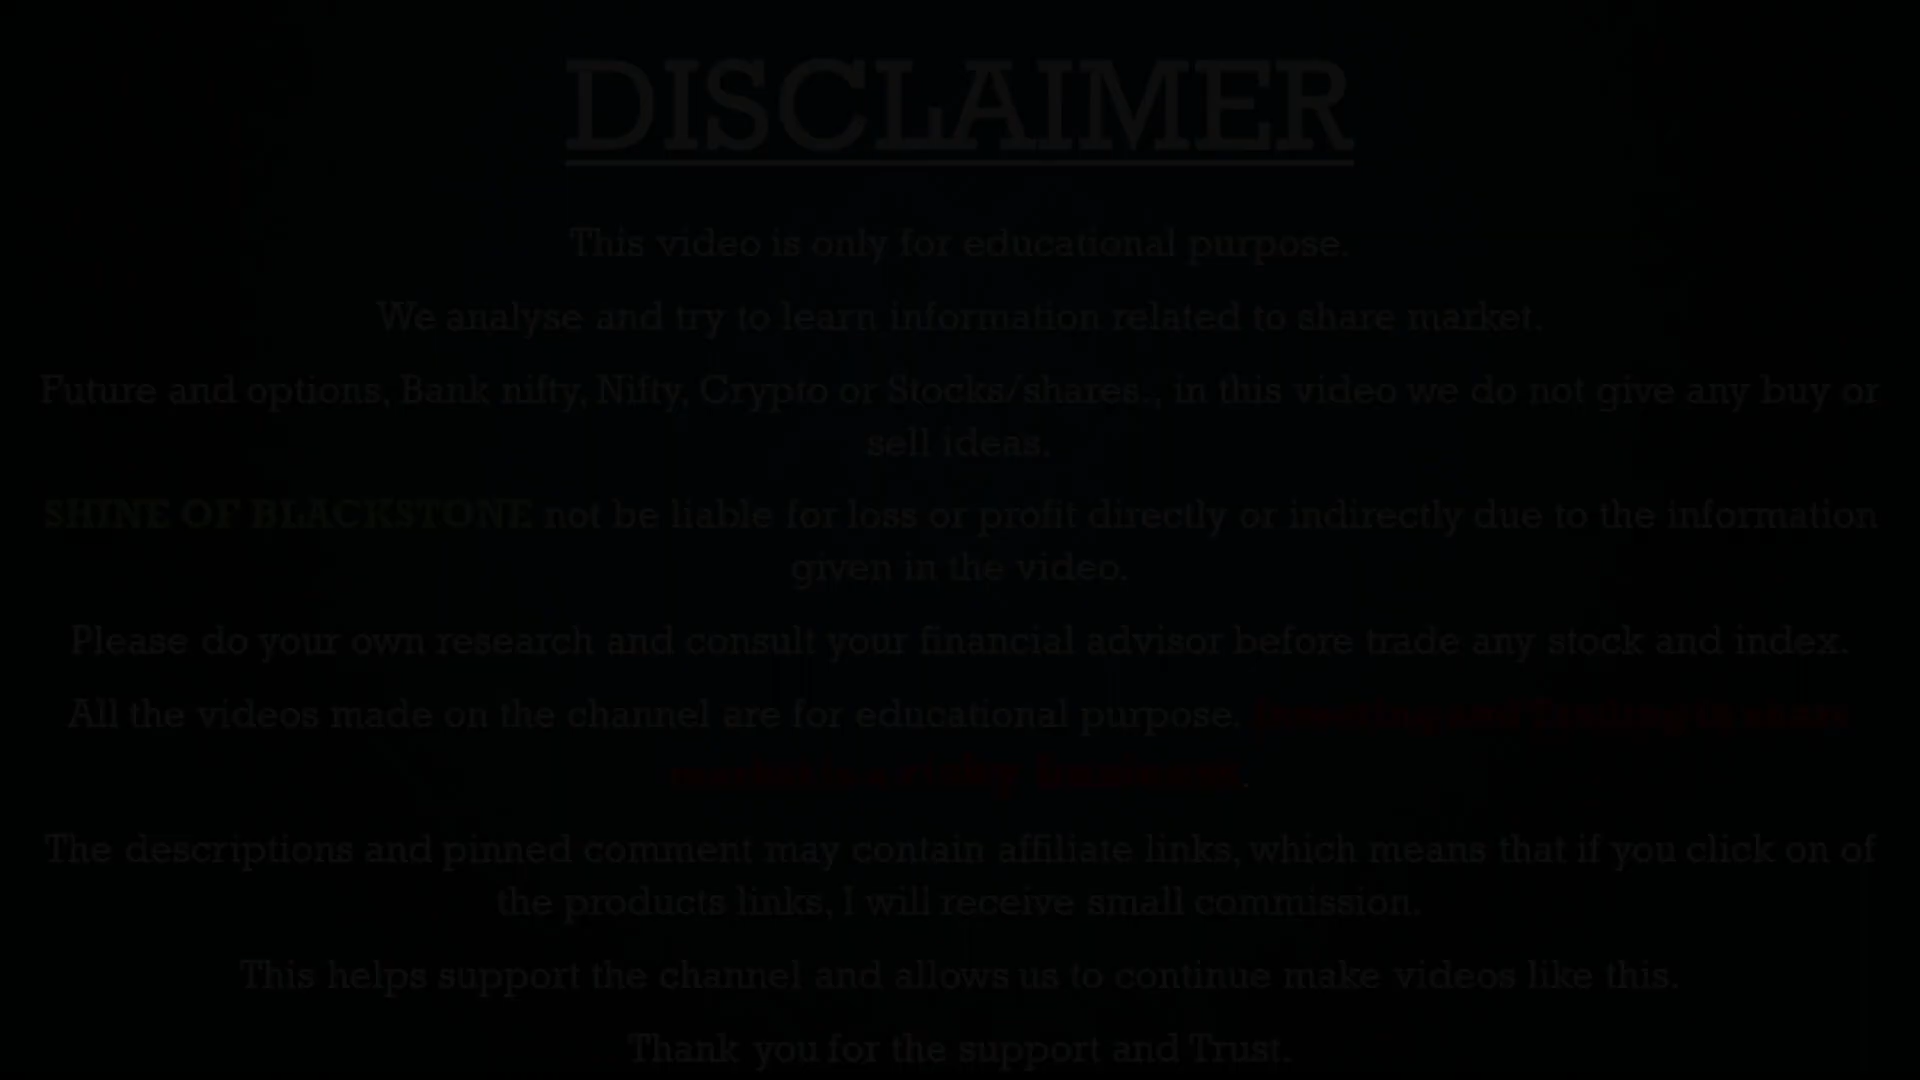 DISCLAIMER
This video is only for educational purpose.
We analyse and try to learn information related to share market.
Future and options, Bank nifty, Nifty, Crypto or Stocks/shares., in this video we do not give any buy or
sell ideas.
SHINE OF BLACKSTONE not be liable for loss or profit directly or indirectly due to the information
given in the video.
Please do your own research and consult your financial advisor before trade any stock and index.
All the videos made on the channel are for educational purpose. Investing and Trading in share
market is a risky business.
The descriptions and pinned comment may contain affiliate links, which means that if you click on of
the products links, I will receive small commission.
This helps support the channel and allows us to continue make videos like this.
Thank you for the support and Trust.